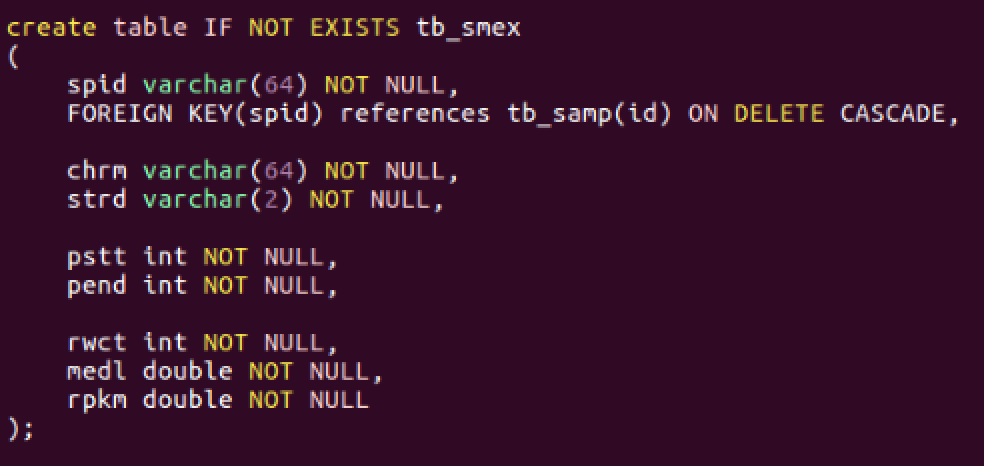 create table IF NOT EXISTS tb_smex
(
    spid varchar(64) NOT NULL,
    FOREIGN KEY(spid) references tb_samp(id) ON DELETE CASCADE,

    chrm varchar(64) NOT NULL,
    strd varchar(2) NOT NULL,

    pstt int NOT NULL,
    pend int NOT NULL,

    rwct int NOT NULL,
    medl double NOT NULL,
    rpkm double NOT NULL
);